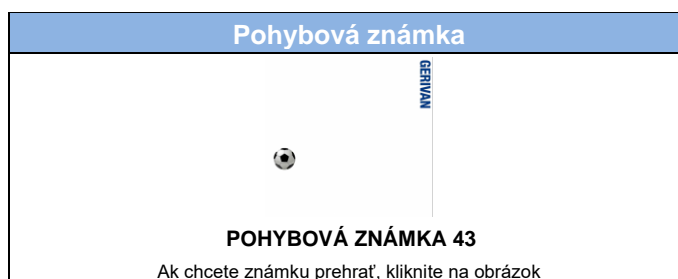 Pohybová známka
GERIVAN
POHYBOVÁ ZNÁMKA 43
Ak chcete známku prehrať, kliknite na obrázok